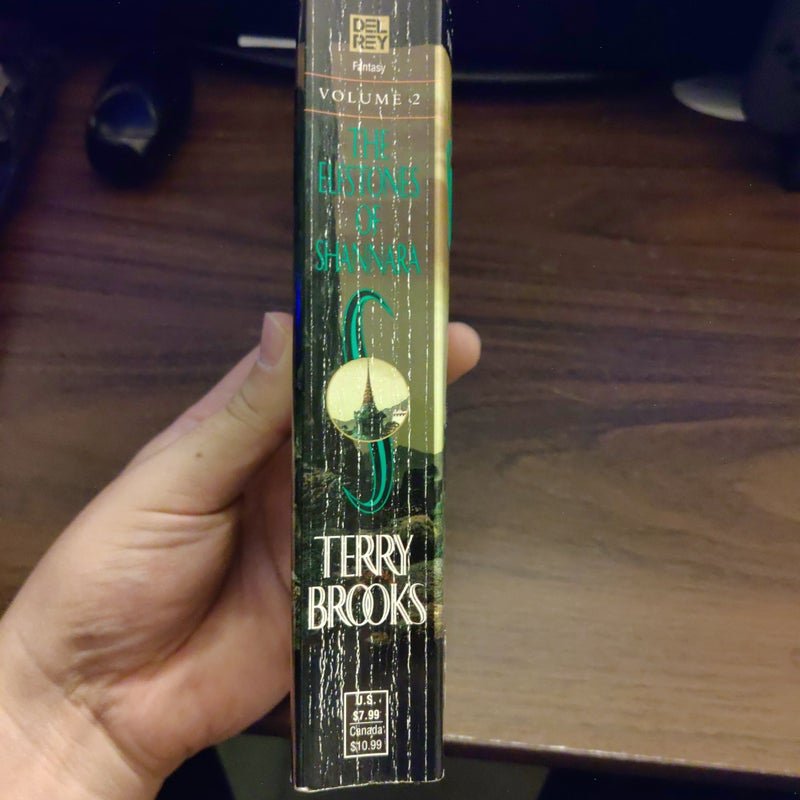 DEL
REY
Fantasy
VOLUME 2
THE
ELFSTONES
OF
SHANNARA
TERRY
BROOKS
U.S.
$7.99
Canada
$10.99